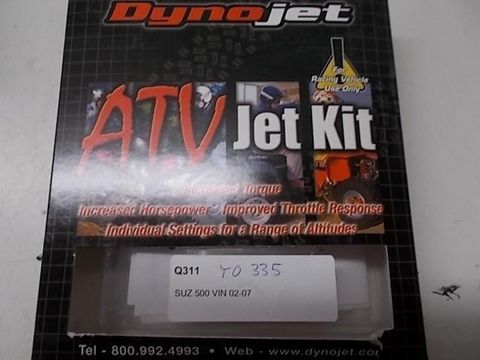 Dynojet
For
Racing Vehicle
Use Only
ATV Jet Kit
Increased Torque
Increased Horsepower - Improved Throttle Response
Individual Settings for a Range of Altitudes
Q311 YO 335
SUZ 500 VIN 02-07
Tel - 800.992.4993 • Web - www.dynojet.co